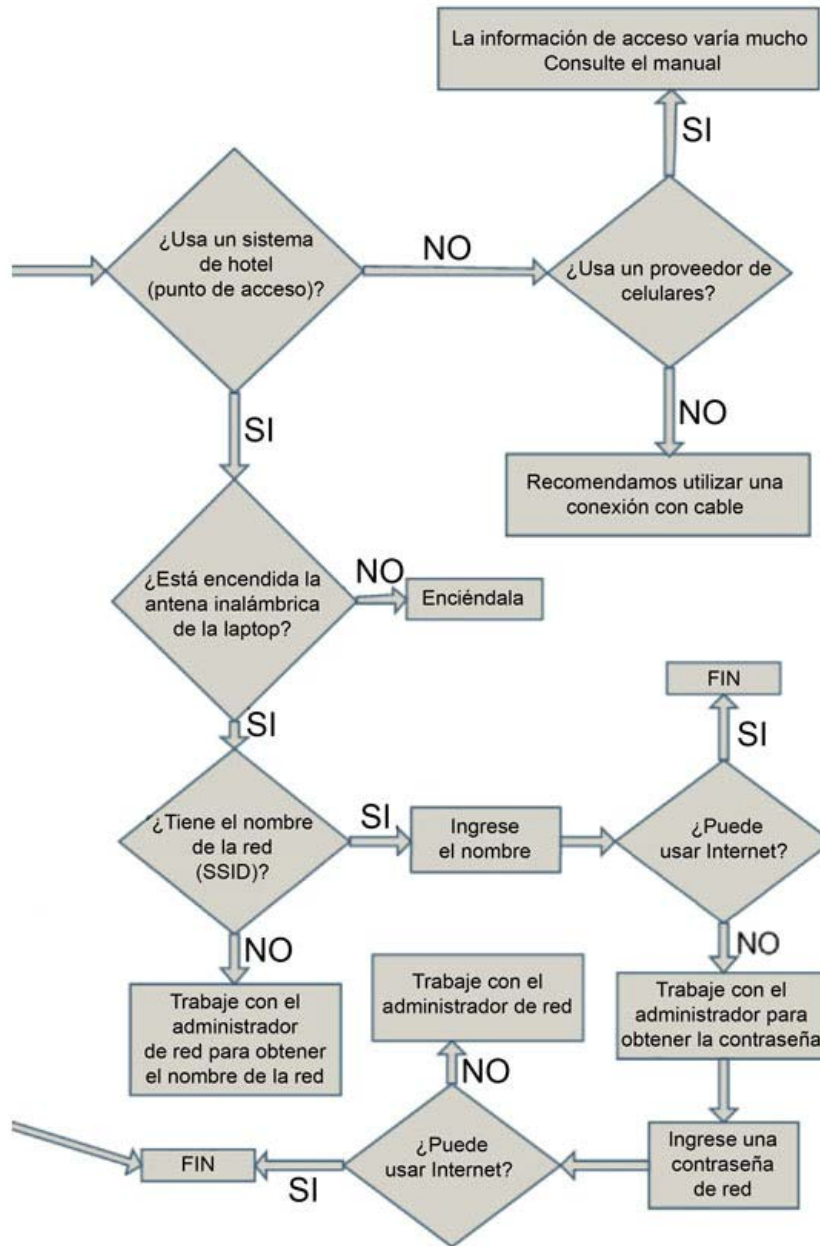 La información de acceso varía mucho
Consulte el manual
SI
¿Usa un sistema
de hotel
(punto de acceso)?
NO
¿Usa un proveedor de
celulares?
SI
NO
Recomendamos utilizar una
conexión con cable
¿Está encendida la
antena inalámbrica
de la laptop?
NO
Enciéndala
SI
FIN
SI
¿Tiene el nombre
de la red
(SSID)?
SI
Ingrese
el nombre
¿Puede
usar Internet?
NO
NO
Trabaje con el
administrador
de red para obtener
el nombre de la red
Trabaje con el
administrador de red
Trabaje con el
administrador para
obtener la contraseña
NO
¿Puede
usar Internet?
Ingrese una
contraseña
de red
FIN
SI